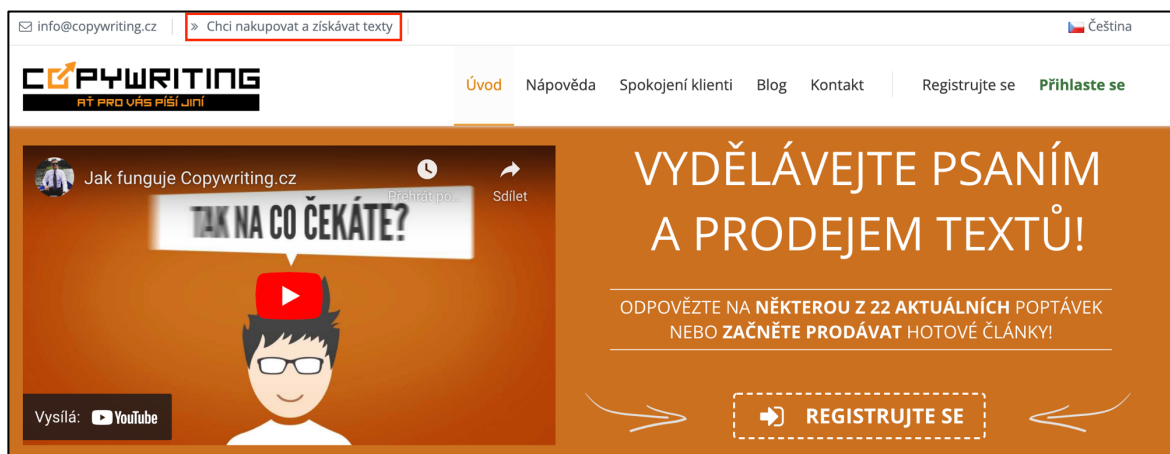 info@copywriting.cz
» Chci nakupovat a získávat texty
Čeština
COPYWRITING
AŤ PRO VÁS PÍŠÍ JINÍ
Úvod Nápověda Spokojení klienti Blog Kontakt Registrujte se Přihlaste se
Jak funguje Copywriting.cz
Přehrát po...
Sdílet
TAK NA CO ČEKÁTE?
Vysílá: YouTube
VYDĚLÁVEJTE PSANÍM
A PRODEJEM TEXTŮ!
ODPOVĚZTE NA NĚKTEROU Z 22 AKTUÁLNÍCH POPTÁVEK
NEBO ZAČNĚTE PRODÁVAT HOTOVÉ ČLÁNKY!
REGISTRUJTE SE